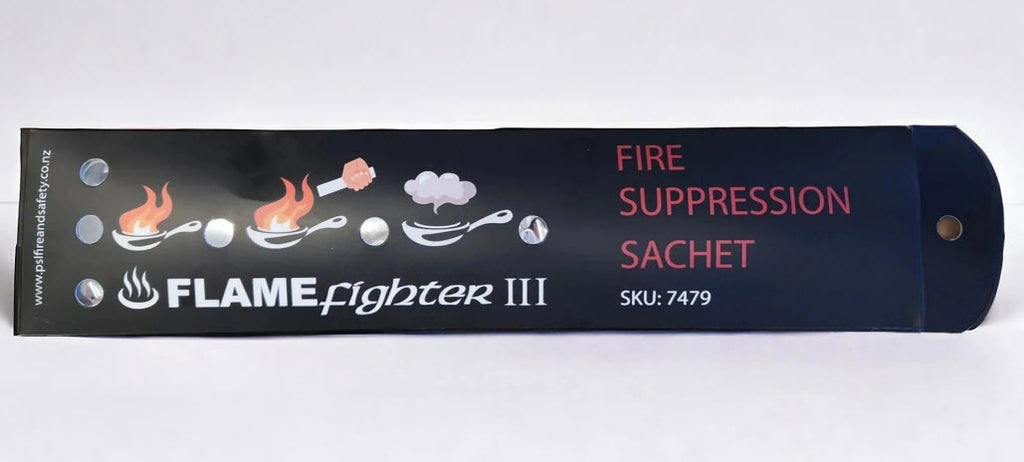 www.pslfireandsafety.co.nz
FLAMEfighter III
FIRE
SUPPRESSION
SACHET
SKU: 7479